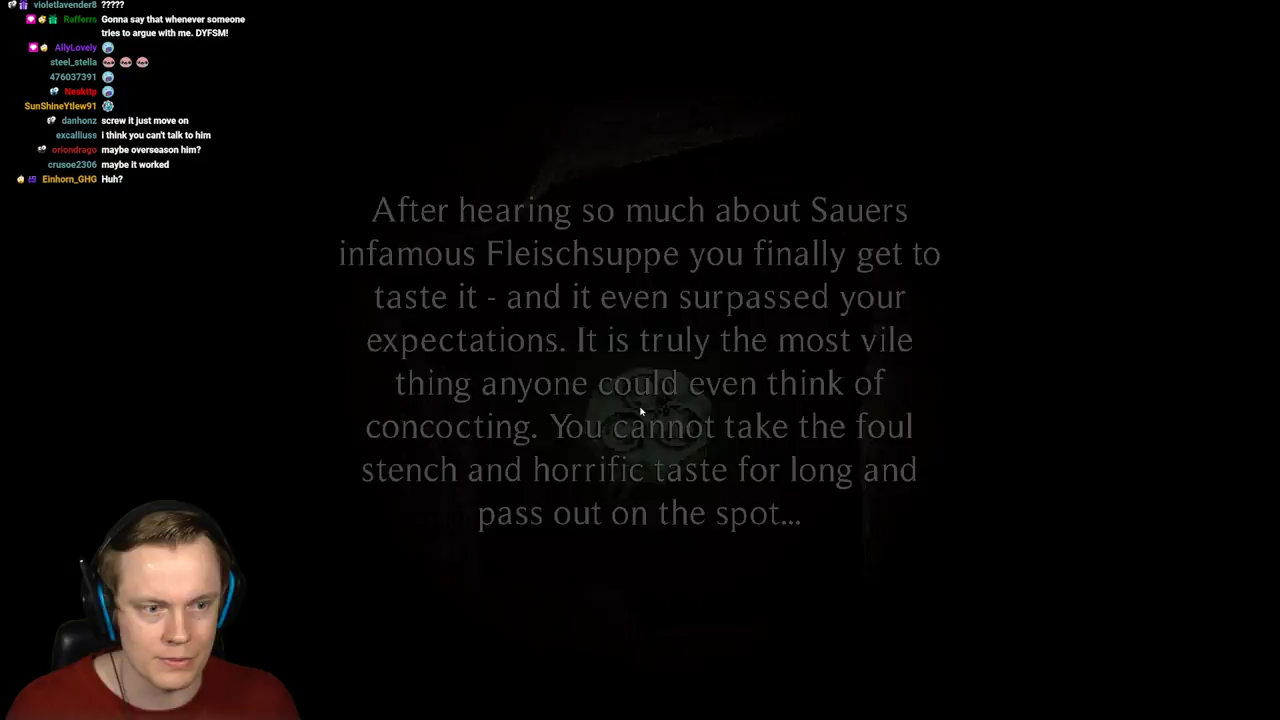 violetlavender8 ?????
Rafferrs Gonna say that whenever someone
tries to argue with me. DYFSM!
AllyLovely
steel_stella
476037391
Neskttp
SunShineYtlew91
danhonz screw it just move on
excalliuss i think you can't talk to him
oriondrago maybe overseason him?
crusoe2306 maybe it worked
Einhorn_GHG Huh?
After hearing so much about Sauers
infamous Fleischsuppe you finally get to
taste it - and it even surpassed your
expectations. It is truly the most vile
thing anyone could even think of
concocting. You cannot take the foul
stench and horrific taste for long and
pass out on the spot...